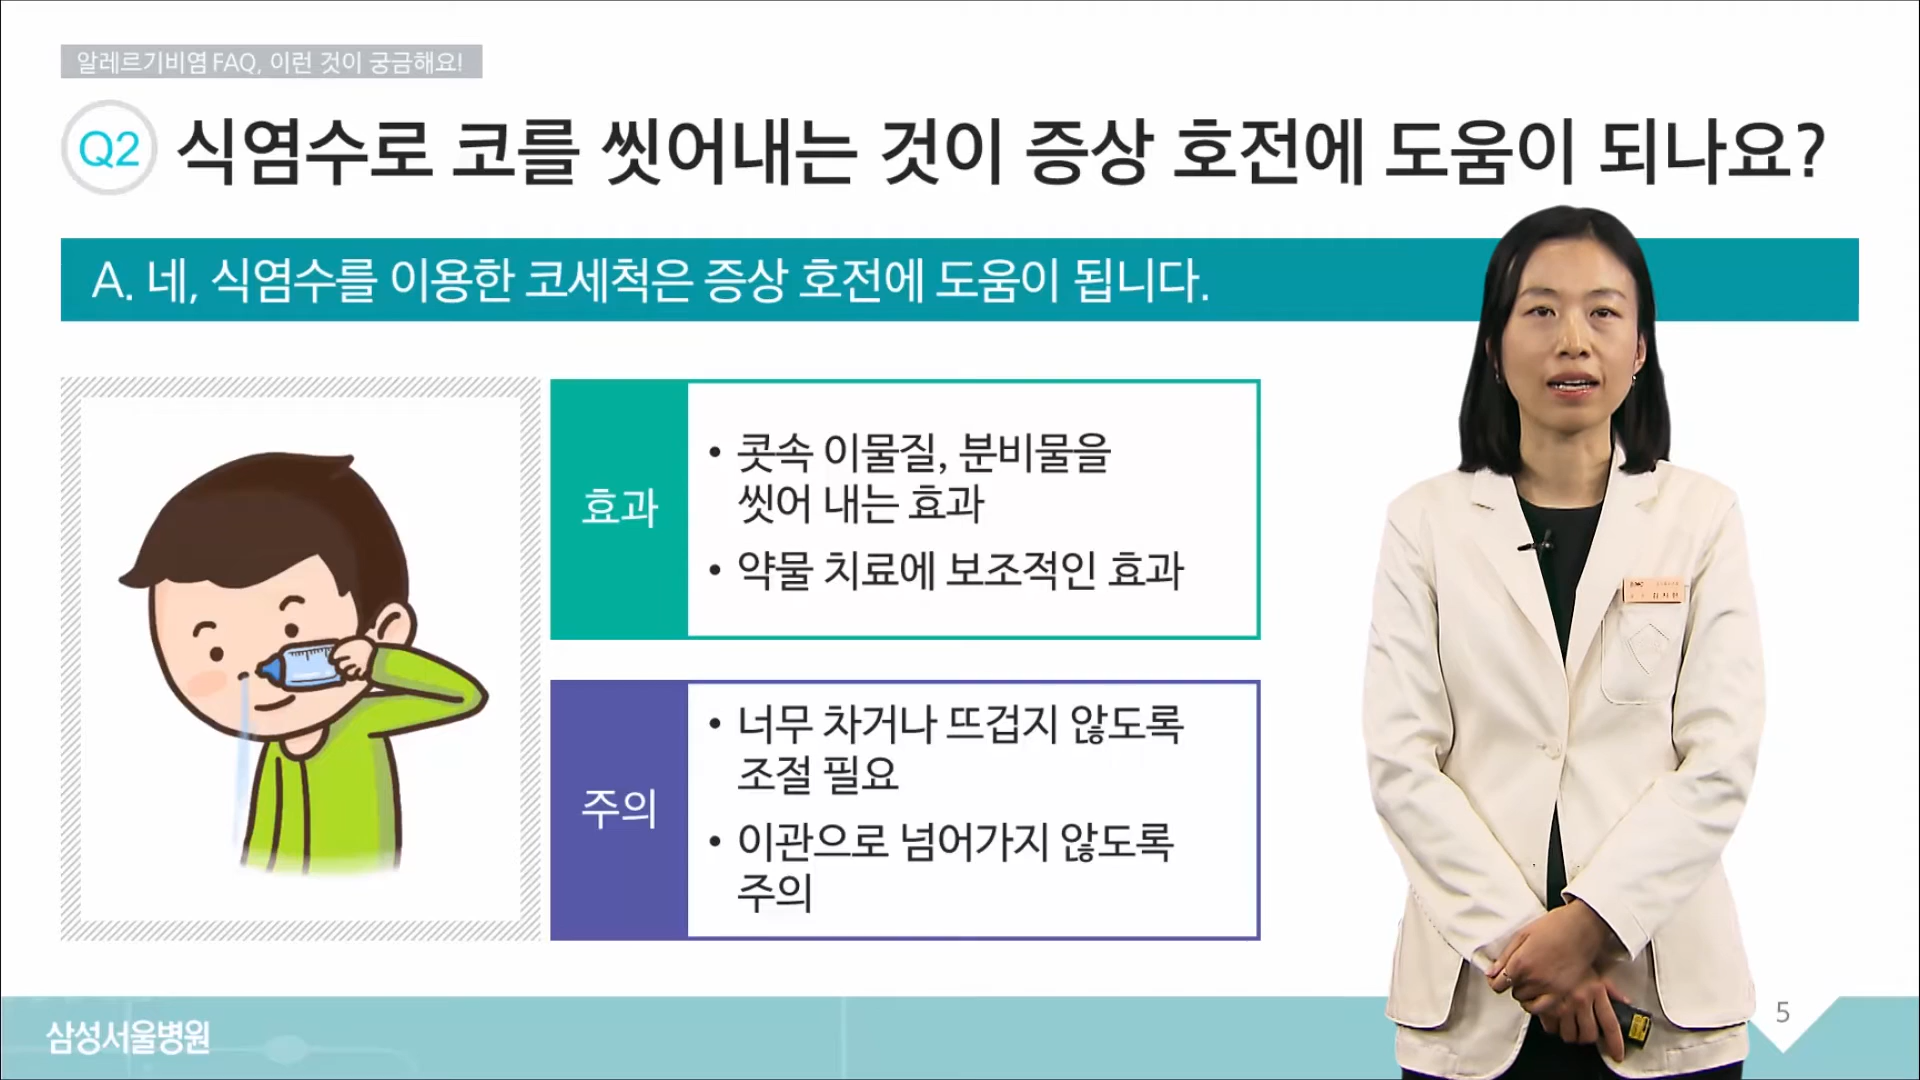 알레르기비염 FAQ, 이런 것이 궁금해요!
Q2 식염수로 코를 씻어내는 것이 증상 호전에 도움이 되나요?
A. 네, 식염수를 이용한 코세척은 증상 호전에 도움이 됩니다.
효과
• 콧속 이물질, 분비물을
씻어 내는 효과
• 약물 치료에 보조적인 효과
주의
• 너무 차거나 뜨겁지 않도록
조절 필요
• 이관으로 넘어가지 않도록
주의
삼성서울병원
5